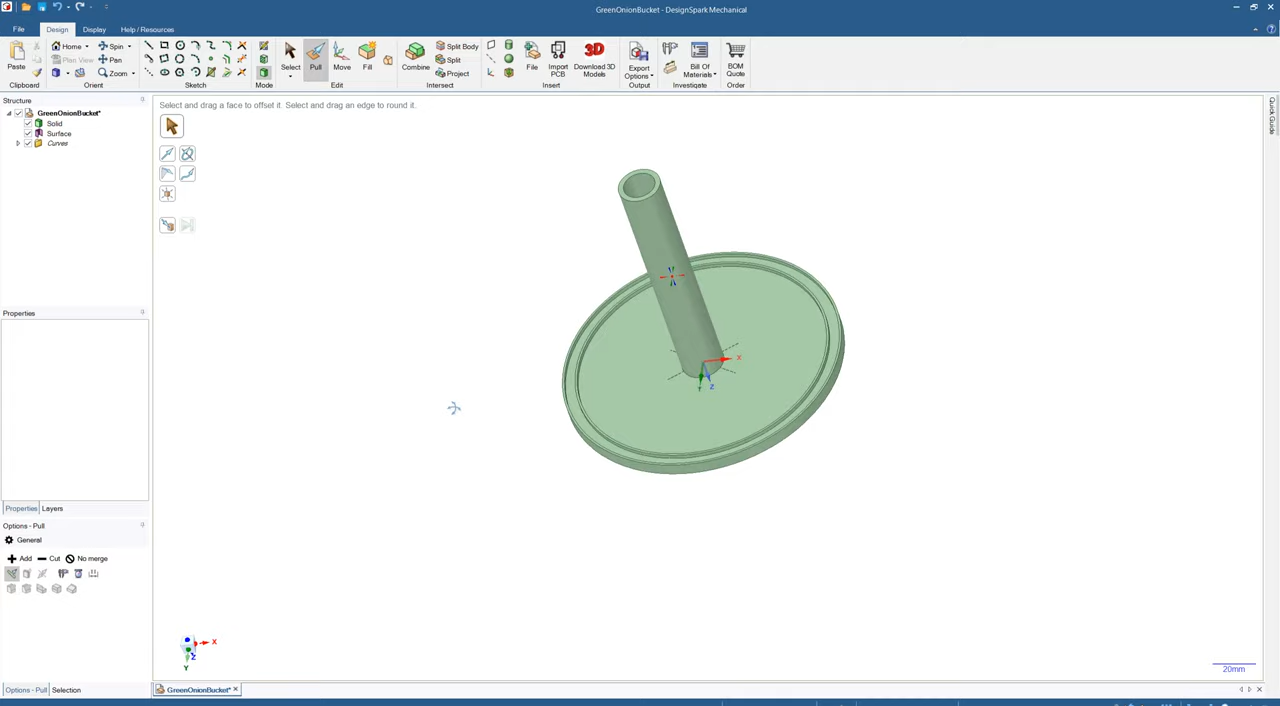 GreenOnionBucket - DesignSpark Mechanical
File Design Display Help / Resources
Paste Home Spin Select Pull Move Fill Combine Split Body File Import PCB Download 3D Models Export Options Bill Of Materials BOM Quote
Plan View Pan Split
Zoom Project
Clipboard Orient Sketch Mode Edit Intersect Insert Output Investigate Order
Structure
Select and drag a face to offset it. Select and drag an edge to round it.
Quick Guide
GreenOnionBucket*
Solid
Surface
Curves
Properties
X
Y Z
Properties Layers
Options - Pull
General
Add Cut No merge
X
Z
Y
20mm
Options - Pull Selection GreenOnionBucket*